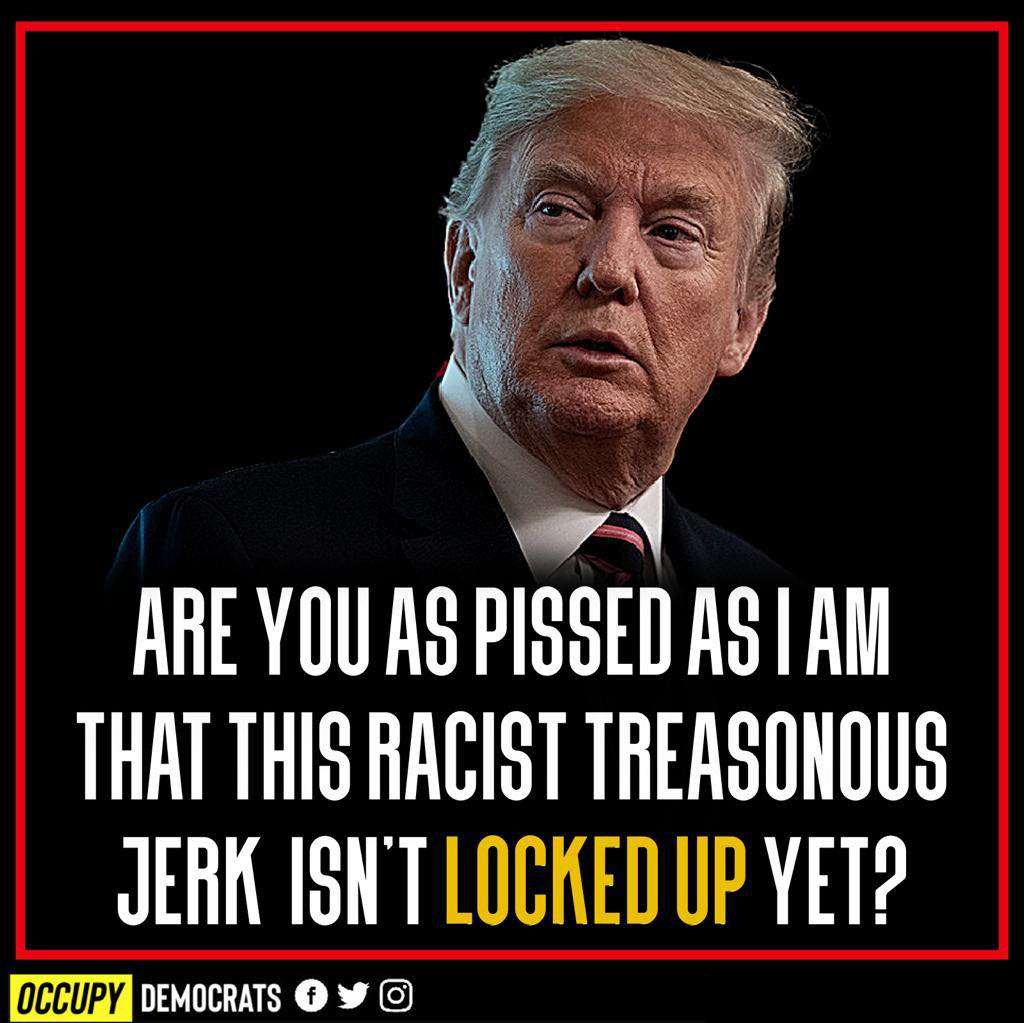 ARE YOU AS PISSED AS I AM
THAT THIS RACIST TREASONOUS
JERK ISN'T LOCKED UP YET?
OCCUPY DEMOCRATS